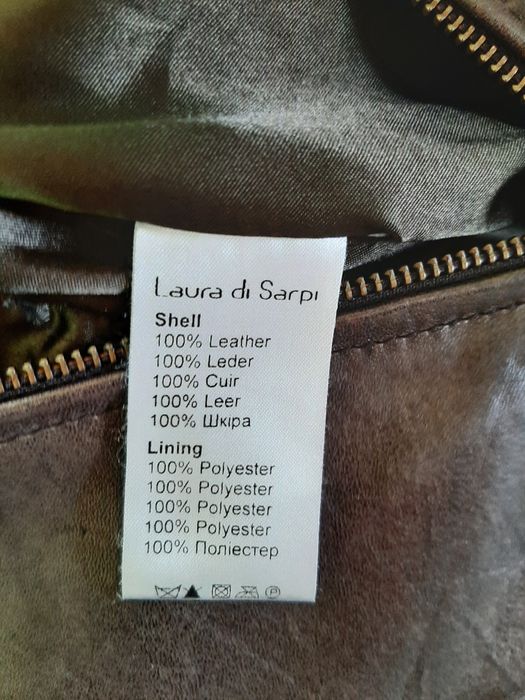 Laura di Sarpi
Shell
100% Leather
100% Leder
100% Cuir
100% Leer
100% Шкіра
Lining
100% Polyester
100% Polyester
100% Polyester
100% Polyester
100% Поліестер
P